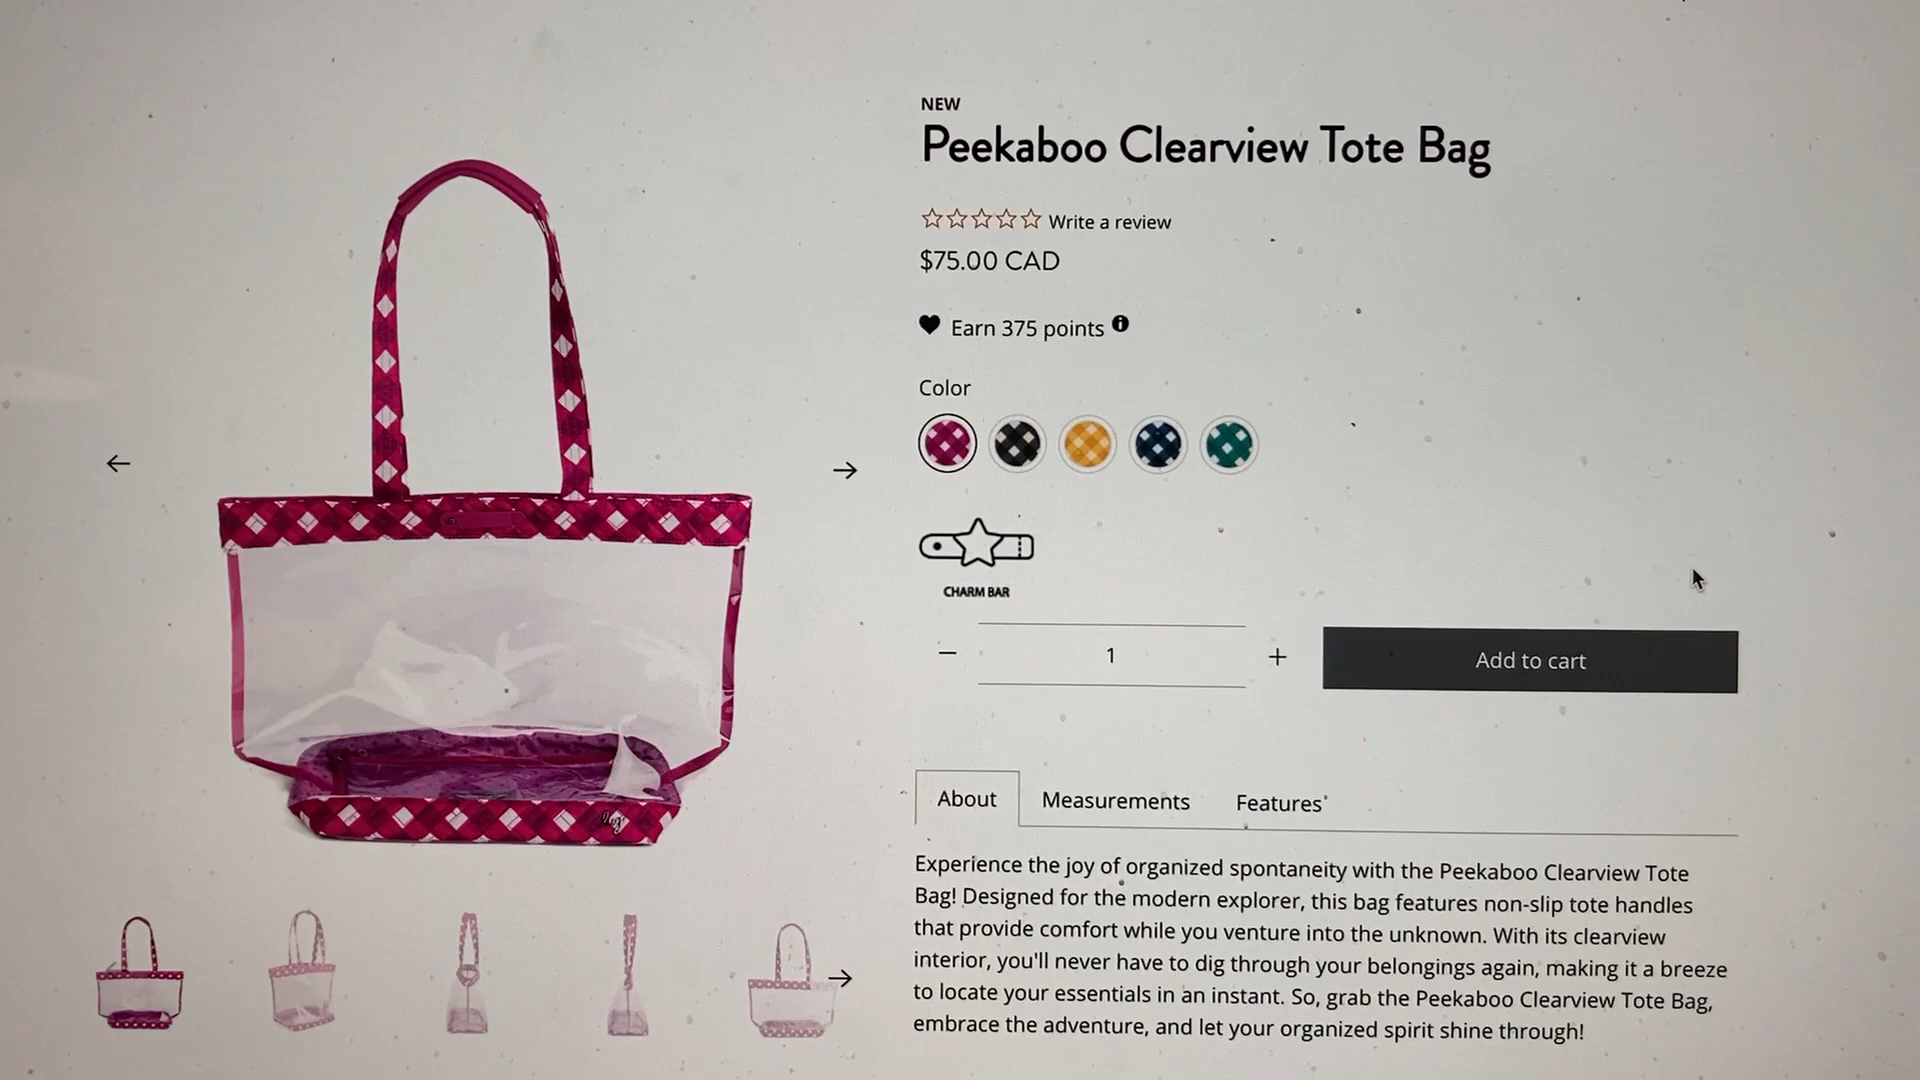 NEW
Peekaboo Clearview Tote Bag
Write a review
$75.00 CAD
Earn 375 points
Color
CHARM BAR
1
Add to cart
About
Measurements
Features
Experience the joy of organized spontaneity with the Peekaboo Clearview Tote
Bag! Designed for the modern explorer, this bag features non-slip tote handles
that provide comfort while you venture into the unknown. With its clearview
interior, you'll never have to dig through your belongings again, making it a breeze
to locate your essentials in an instant. So, grab the Peekaboo Clearview Tote Bag,
embrace the adventure, and let your organized spirit shine through!